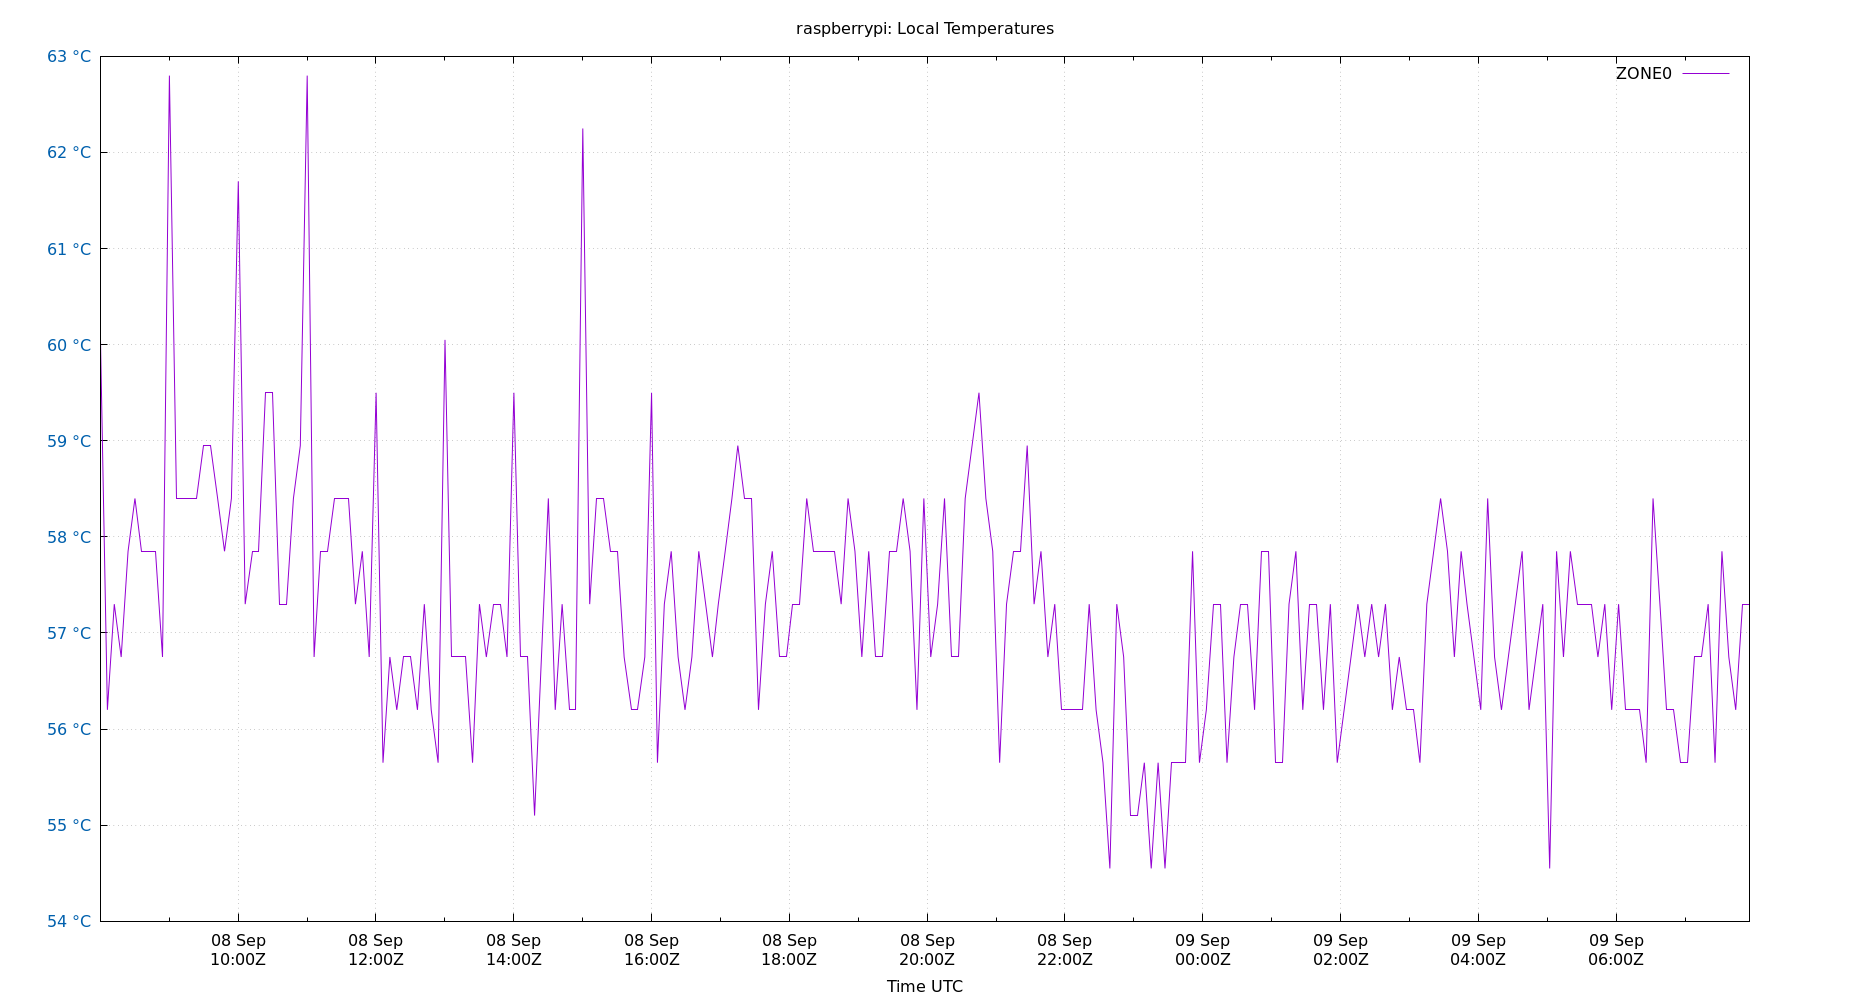 raspberrypi: Local Temperatures
63 °C
ZONE0
62 °C
61 °C
60 °C
59 °C
58 °C
57 °C
56 °C
55 °C
54 °C
08 Sep 08 Sep 08 Sep 08 Sep 08 Sep 08 Sep 08 Sep 09 Sep 09 Sep 09 Sep 09 Sep
10:00Z 12:00Z 14:00Z 16:00Z 18:00Z 20:00Z 22:00Z 00:00Z 02:00Z 04:00Z 06:00Z
Time UTC